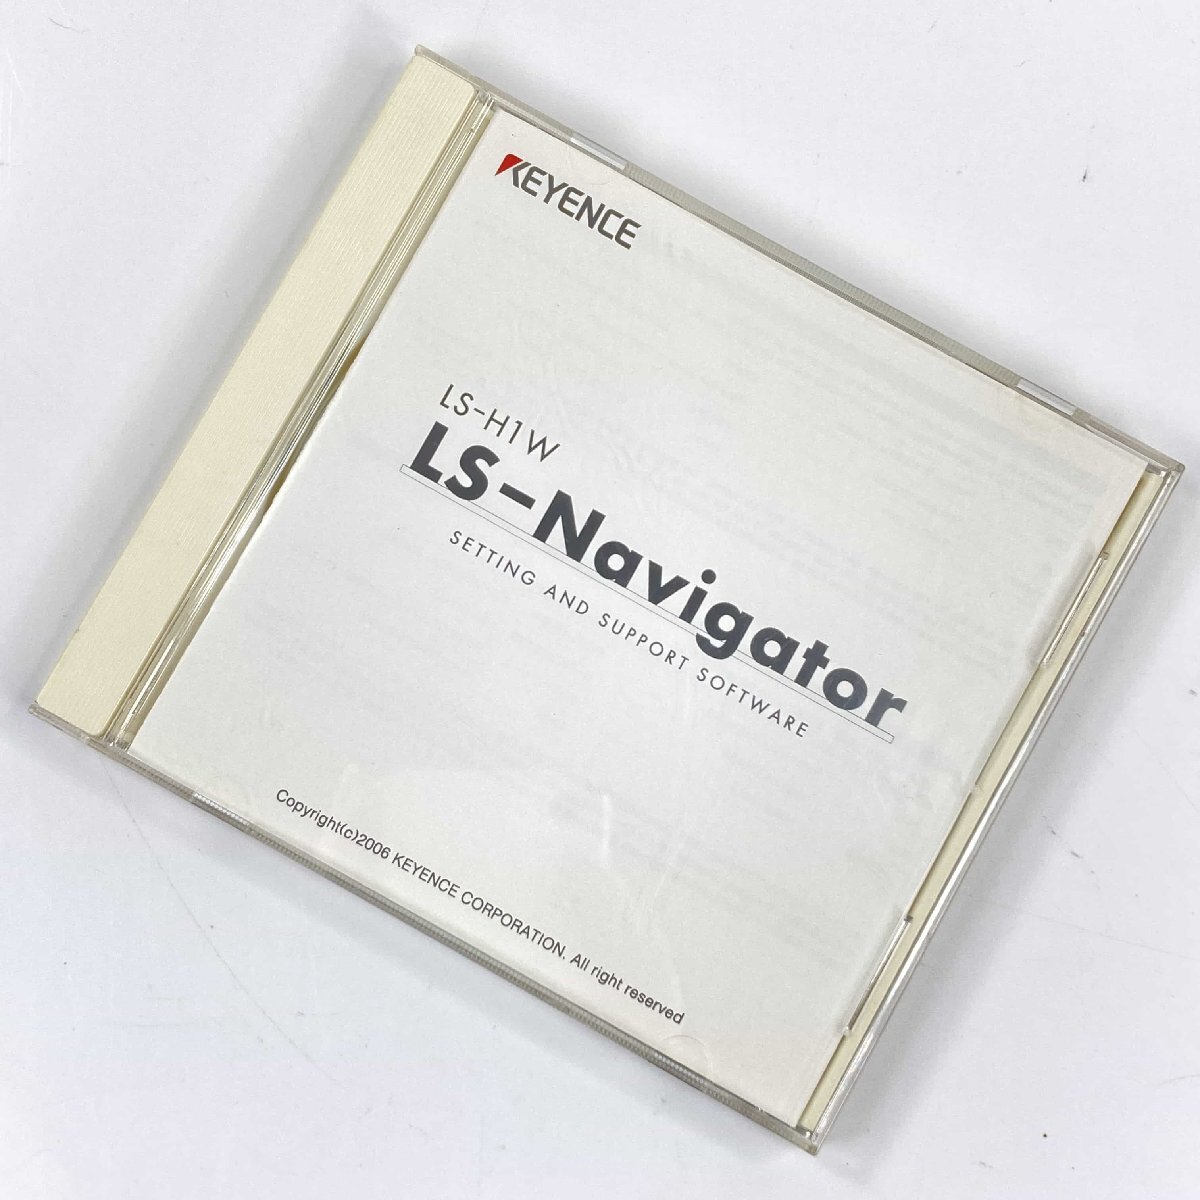 KEYENCE
LS-H1W
LS-Navigator
SETTING AND SUPPORT SOFTWARE
Copyright(c)2006 KEYENCE CORPORATION. All right reserved